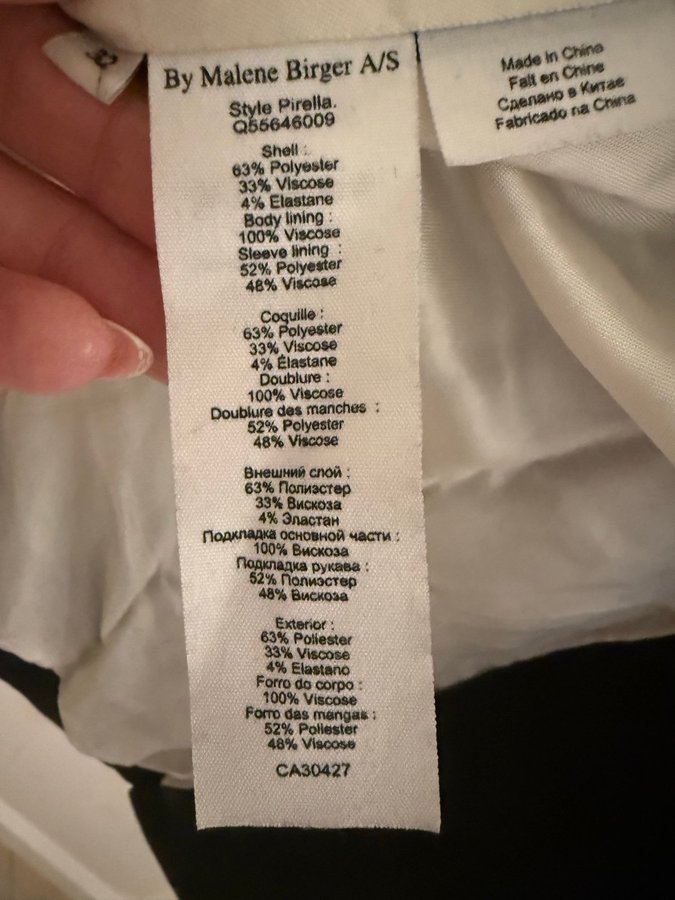 By Malene Birger A/S
Style Pirella.
Q55646009
Shell :
63% Polyester
33% Viscose
4% Elastane
Body lining :
100% Viscose
Sleeve lining :
52% Polyester
48% Viscose
Coquille :
63% Polyester
33% Viscose
4% Élastane
Doublure :
100% Viscose
Doublure des manches :
52% Polyester
48% Viscose
Внешний слой :
63% Полиэстер
33% Вискоза
4% Эластан
Подкладка основной части :
100% Вискоза
Подкладка рукава :
52% Полиэстер
48% Вискоза
Exterior :
63% Poliester
33% Viscose
4% Elastano
Forro do corpo :
100% Viscose
Forro das mangas :
52% Poliester
48% Viscose
CA30427
Made in China
Fait en Chine
Сделано в Китае
Fabricado na China